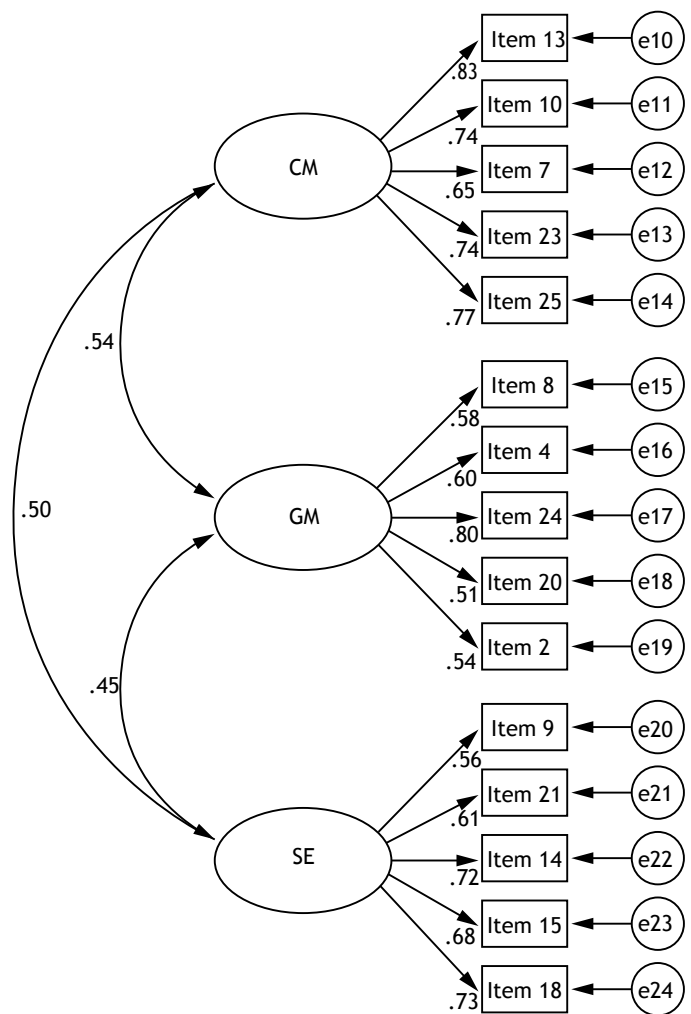 Item 13
e10
.83
Item 10
e11
.74
CM
Item 7
e12
.65
Item 23
e13
.74
Item 25
e14
.77
.54
Item 8
e15
.58
Item 4
e16
.60
.50
GM
Item 24
e17
.80
Item 20
e18
.51
Item 2
e19
.54
.45
Item 9
e20
.56
Item 21
e21
.61
SE
Item 14
e22
.72
Item 15
e23
.68
Item 18
e24
.73